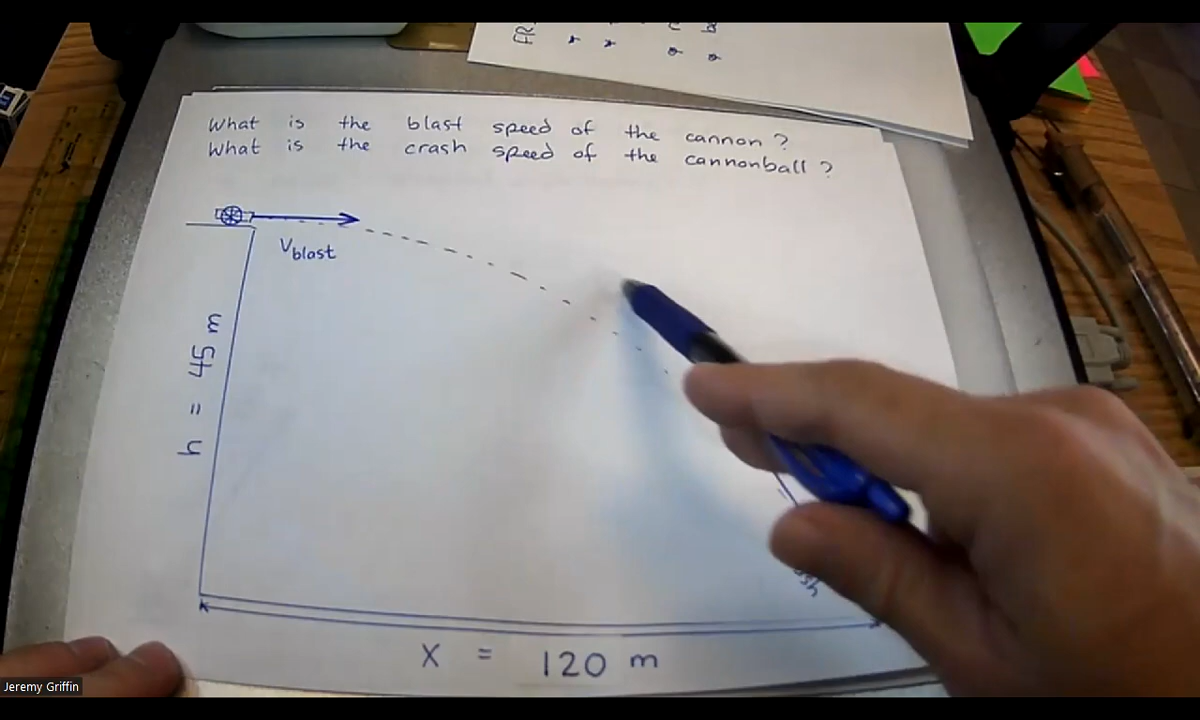 What is the blast speed of the cannon?
What is the crash speed of the cannonball?
Vblast
h = 45 m
x = 120 m
Jeremy Griffin